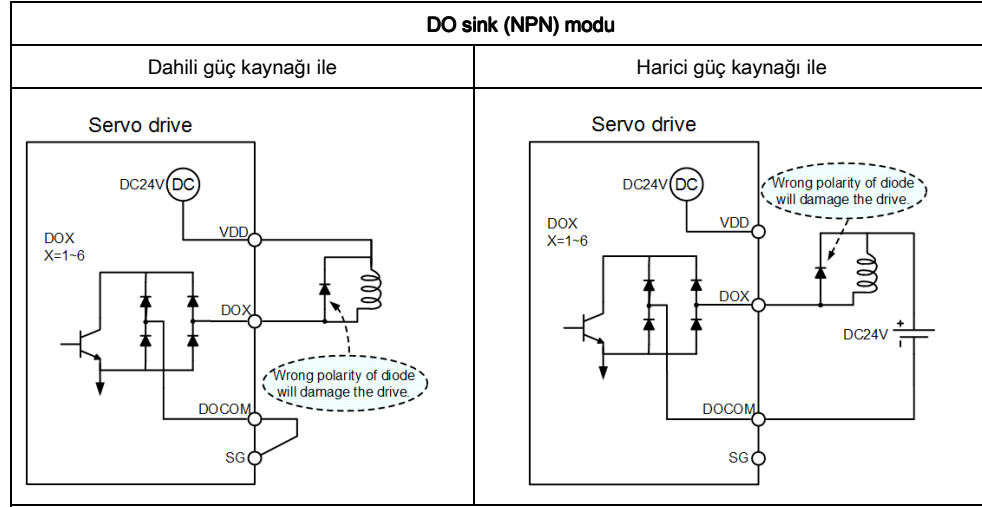 DO sink (NPN) modu
Dahili güç kaynağı ile
Harici güç kaynağı ile
Servo drive
DC24V
DC
VDD
DOX
X=1~6
DOX
Wrong polarity of diode
will damage the drive.
DOCOM
SG
Servo drive
DC24V
DC
Wrong polarity of diode
will damage the drive.
VDD
DOX
X=1~6
DOX
DC24V
+
DOCOM
SG